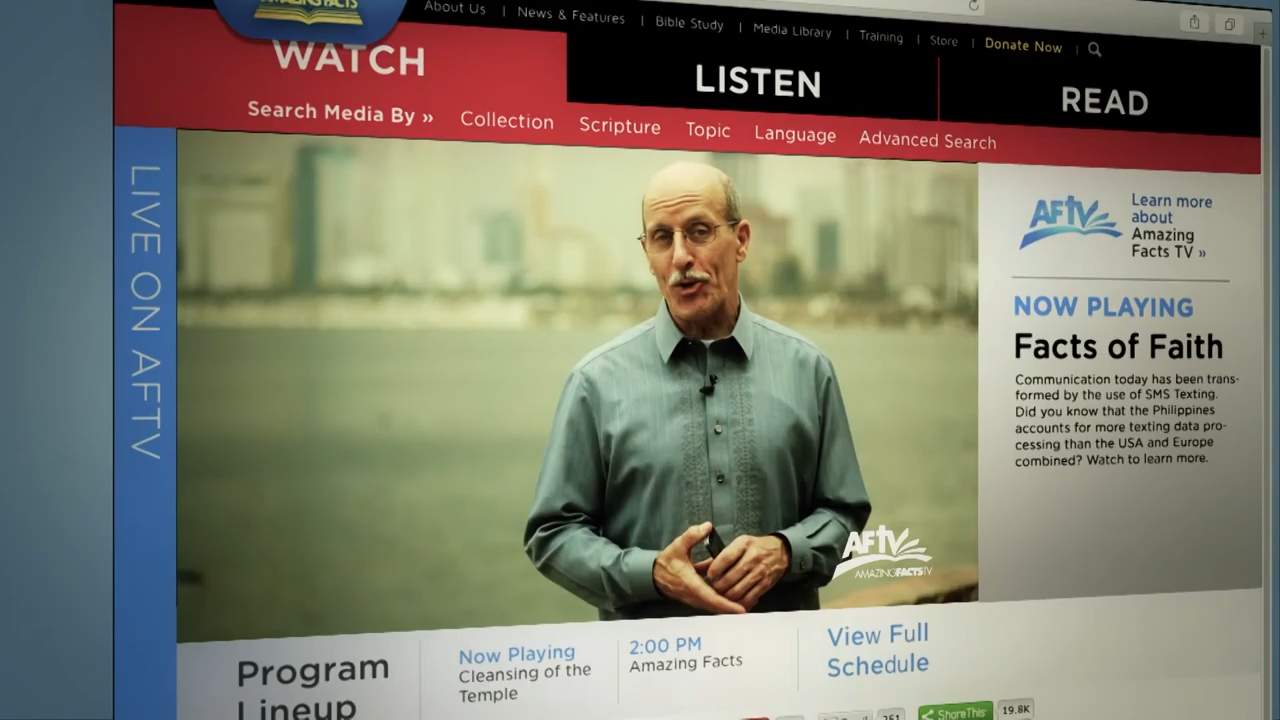 AMAZING FACTS
About Us | News & Features | Bible Study | Media Library | Training | Store | Donate Now
WATCH
LISTEN
READ
Search Media By »
Collection
Scripture
Topic
Language
Advanced Search
LIVE ON AFTV
AFTV
Learn more
about
Amazing
Facts TV »
NOW PLAYING
Facts of Faith
Communication today has been trans-
formed by the use of SMS Texting.
Did you know that the Philippines
accounts for more texting data pro-
cessing than the USA and Europe
combined? Watch to learn more.
AFTV
AMAZINGFACTSTV
Program
Lineup
Now Playing
Cleansing of the
Temple
2:00 PM
Amazing Facts
View Full
Schedule
ShareThis
19.8K